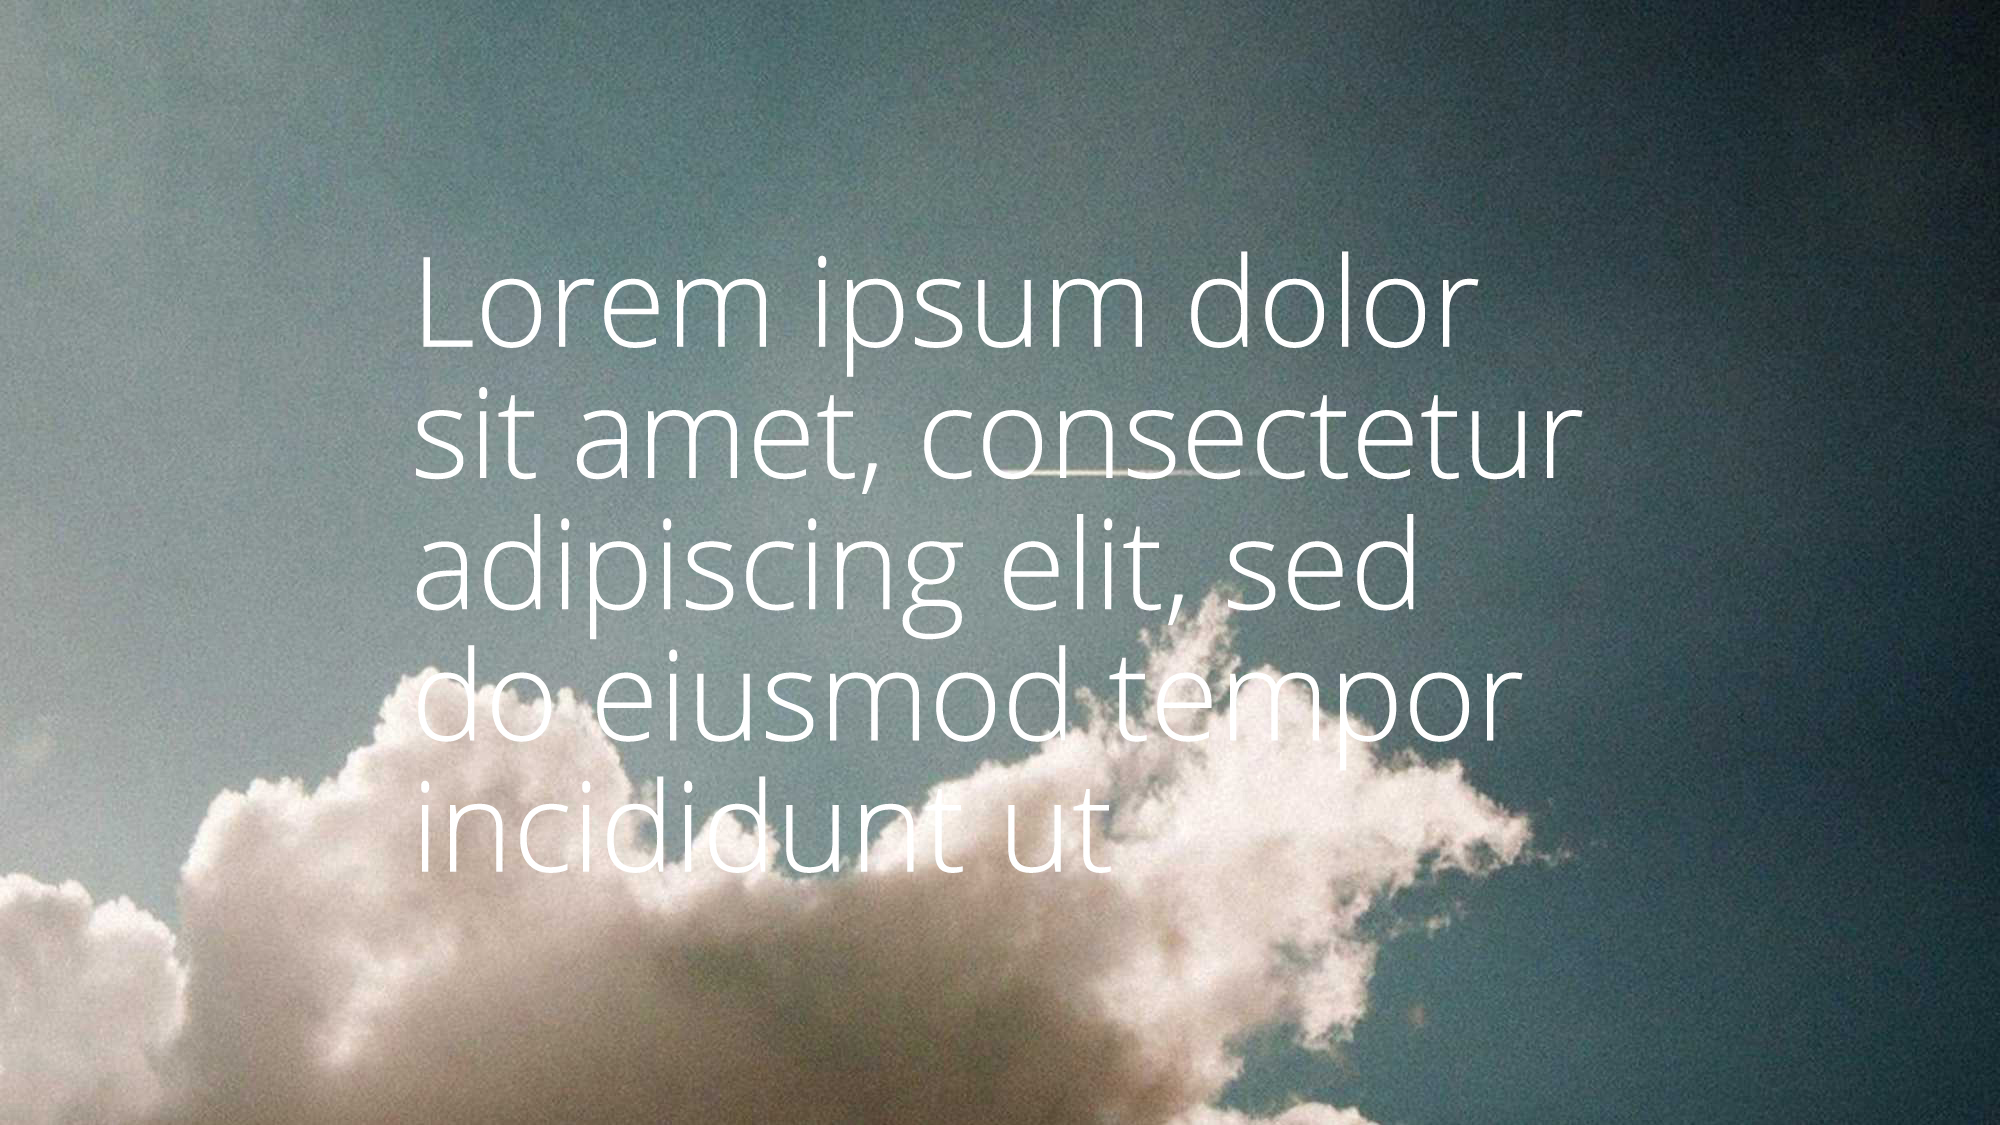 Lorem ipsum dolor
sit amet, consectetur
adipiscing elit, sed
do eiusmod tempor
incididunt ut